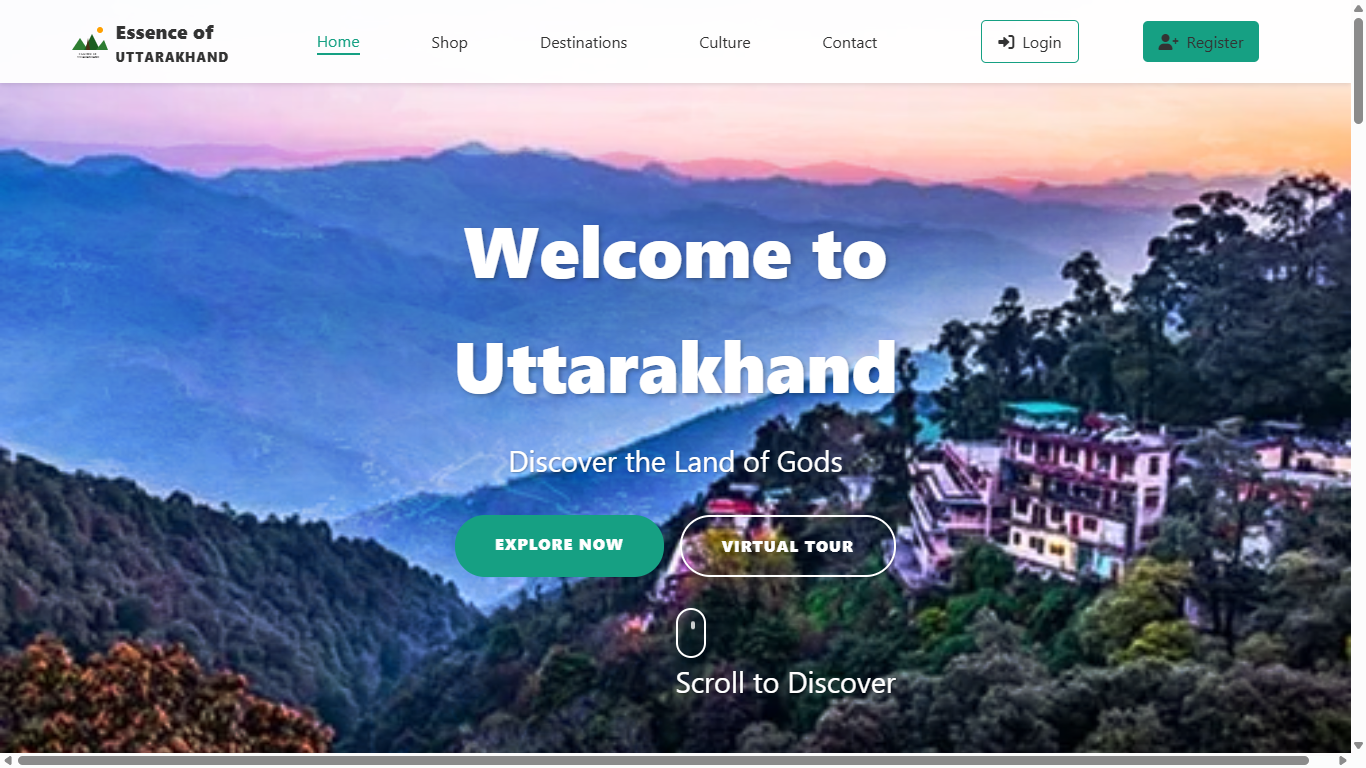 Essence of
UTTARAKHAND
Home
Shop
Destinations
Culture
Contact
Login
Register
Welcome to
Uttarakhand
Discover the Land of Gods
EXPLORE NOW
VIRTUAL TOUR
Scroll to Discover